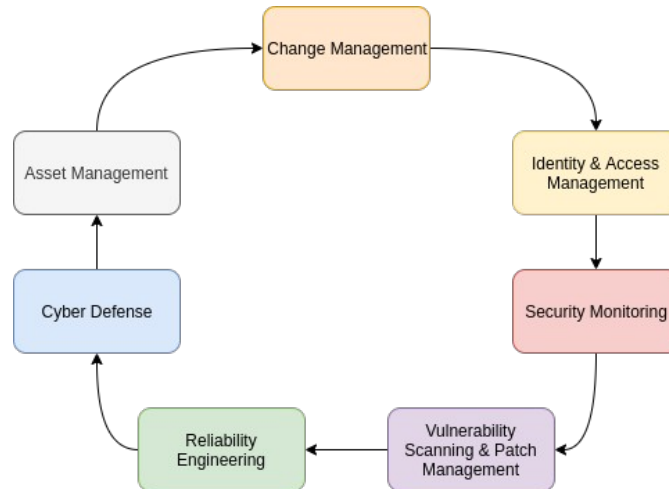 Change Management
Identity & Access
Management
Security Monitoring
Vulnerability
Scanning & Patch
Management
Reliability
Engineering
Cyber Defense
Asset Management